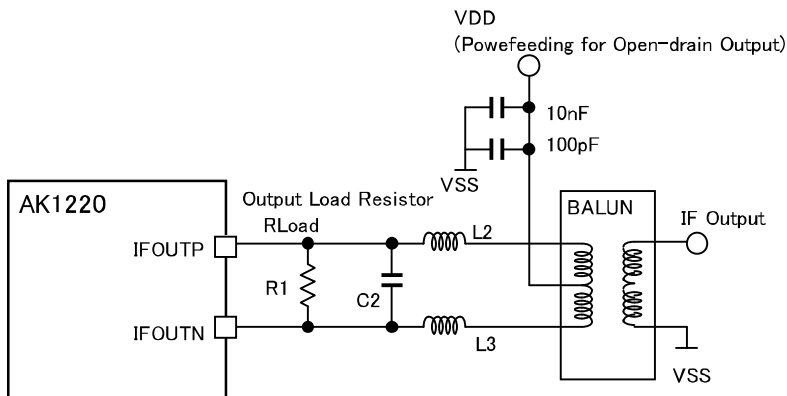 VDD
(Powefeeding for Open-drain Output)
10nF
100pF
VSS
AK1220
Output Load Resistor
RLoad
BALUN
IF Output
IFOUTP
L2
R1
C2
IFOUTN
L3
VSS